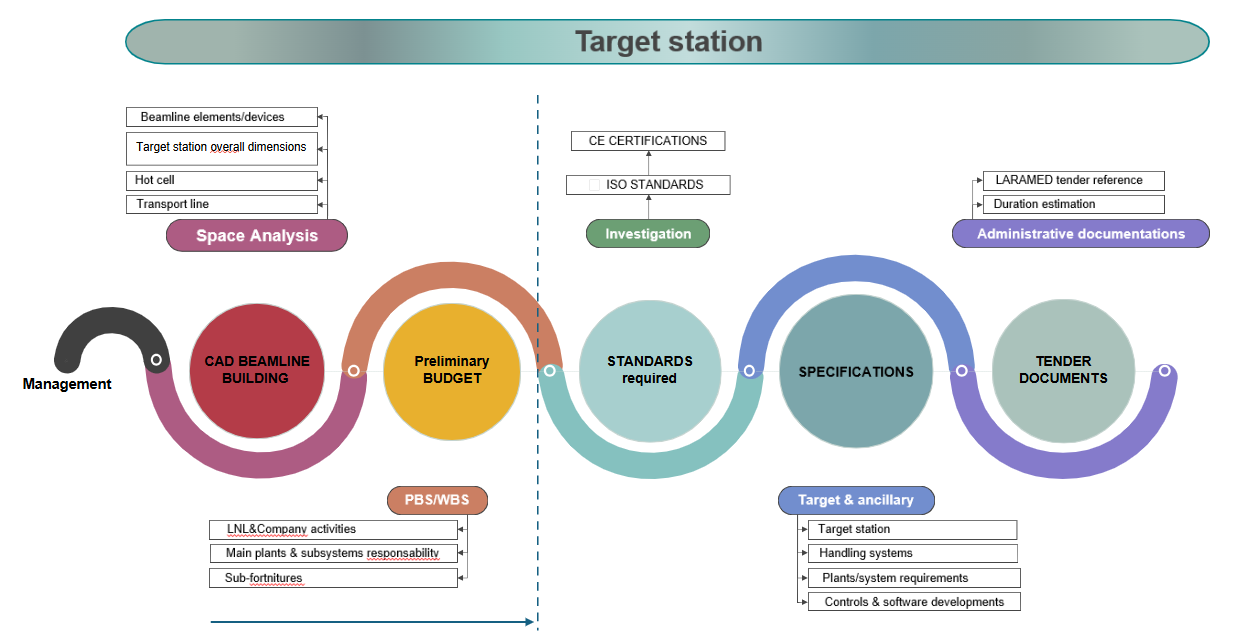 Target station
Beamline elements/devices
Target station overall dimensions
Hot cell
Transport line
Space Analysis
CE CERTIFICATIONS
ISO STANDARDS
Investigation
LARAMED tender reference
Duration estimation
Administrative documentations
Management
CAD BEAMLINE
BUILDING
Preliminary
BUDGET
STANDARDS
required
SPECIFICATIONS
TENDER
DOCUMENTS
PBS/WBS
LNL&Company activities
Main plants & subsystems responsability
Sub-fortnitures
Target & ancillary
Target station
Handling systems
Plants/system requirements
Controls & software developments